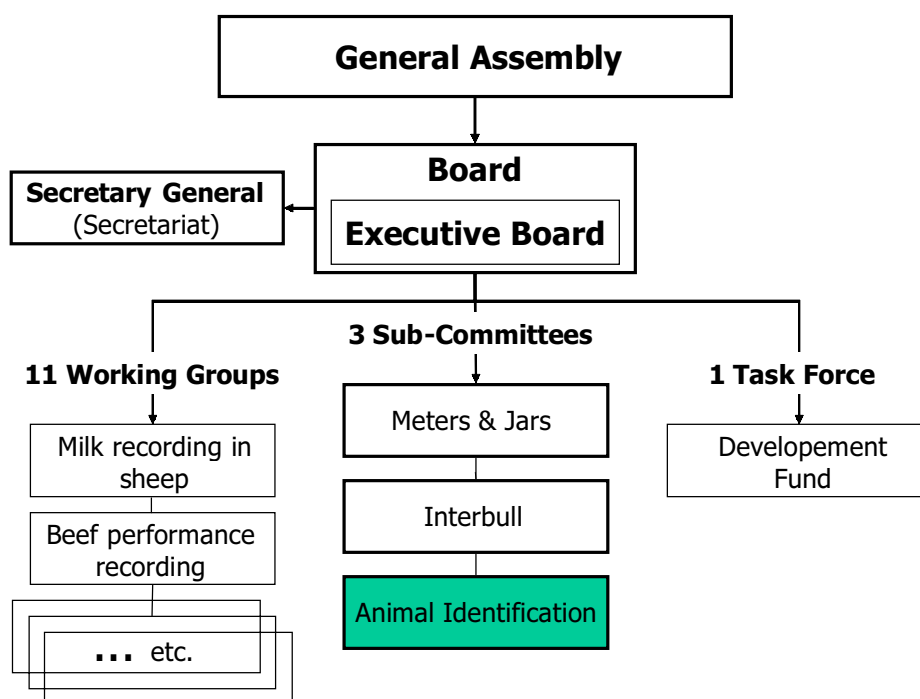 General Assembly
Board
Executive Board
Secretary General
(Secretariat)
3 Sub-Committees
11 Working Groups
1 Task Force
Milk recording in
sheep
Beef performance
recording
... etc.
Meters & Jars
Interbull
Animal Identification
Developement
Fund